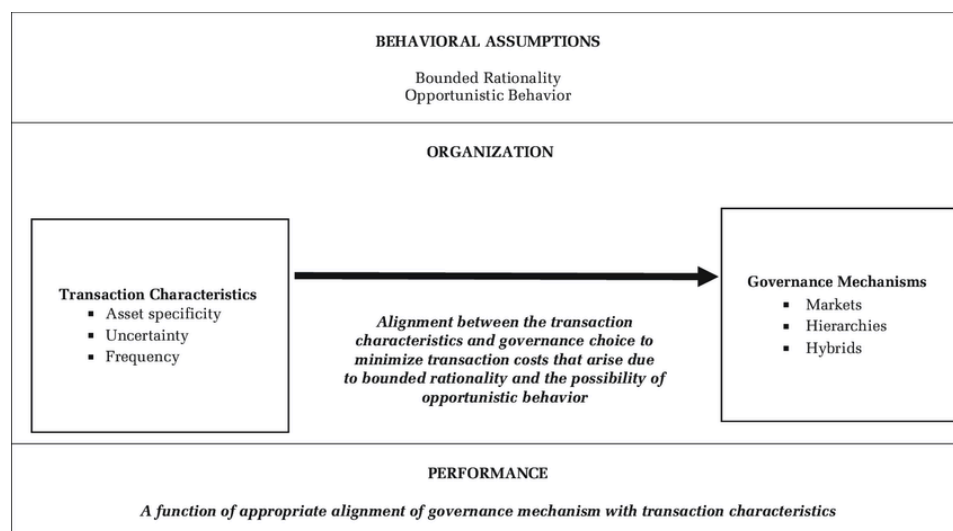 BEHAVIORAL ASSUMPTIONS
Bounded Rationality
Opportunistic Behavior
ORGANIZATION
Transaction Characteristics
▪ Asset specificity
▪ Uncertainty
▪ Frequency
Alignment between the transaction
characteristics and governance choice to
minimize transaction costs that arise due
to bounded rationality and the possibility of
opportunistic behavior
Governance Mechanisms
▪ Markets
▪ Hierarchies
▪ Hybrids
PERFORMANCE
A function of appropriate alignment of governance mechanism with transaction characteristics